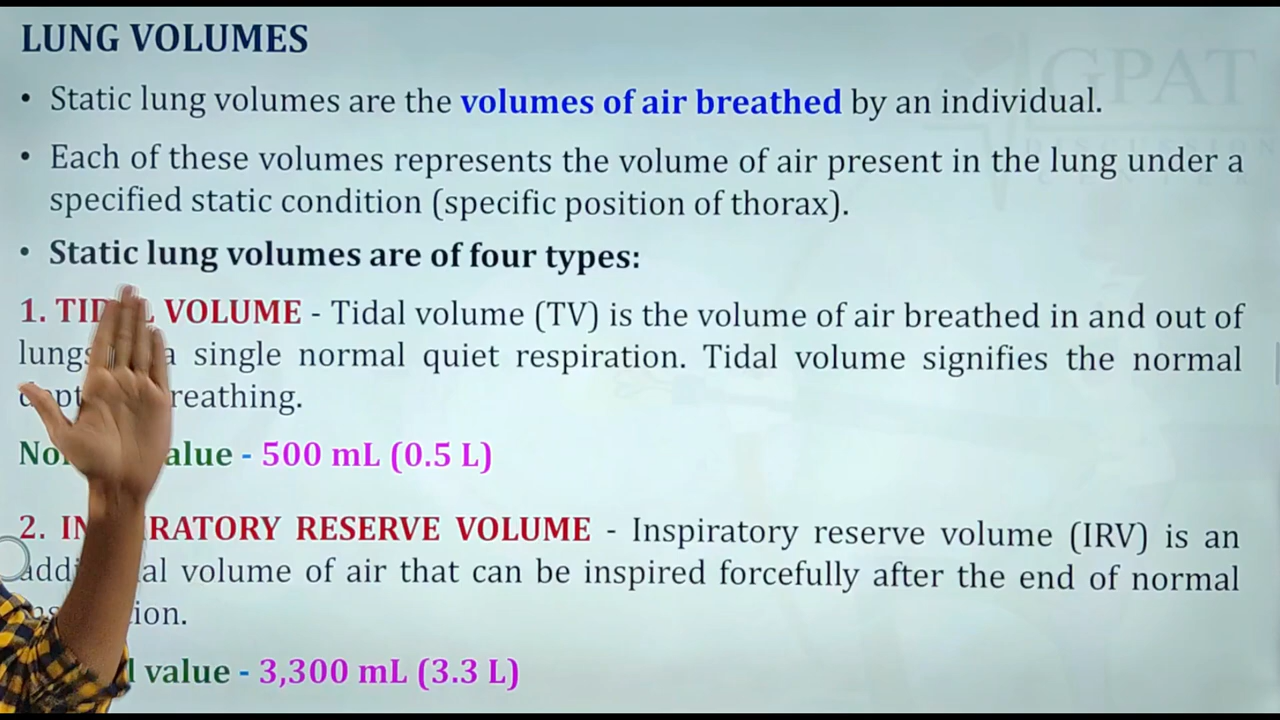 LUNG VOLUMES
GPAT
• Static lung volumes are the volumes of air breathed by an individual.
• Each of these volumes represents the volume of air present in the lung under a
specified static condition (specific position of thorax).
• Static lung volumes are of four types:
1. VOLUME - Tidal volume (TV) is the volume of air breathed in and out of
lungs a single normal quiet respiration. Tidal volume signifies the normal
reathing.
alue - 500 mL (0.5 L)
2. IN RATORY RESERVE VOLUME - Inspiratory reserve volume (IRV) is an
al volume of air that can be inspired forcefully after the end of normal
ion.
value - 3,300 mL (3.3 L)